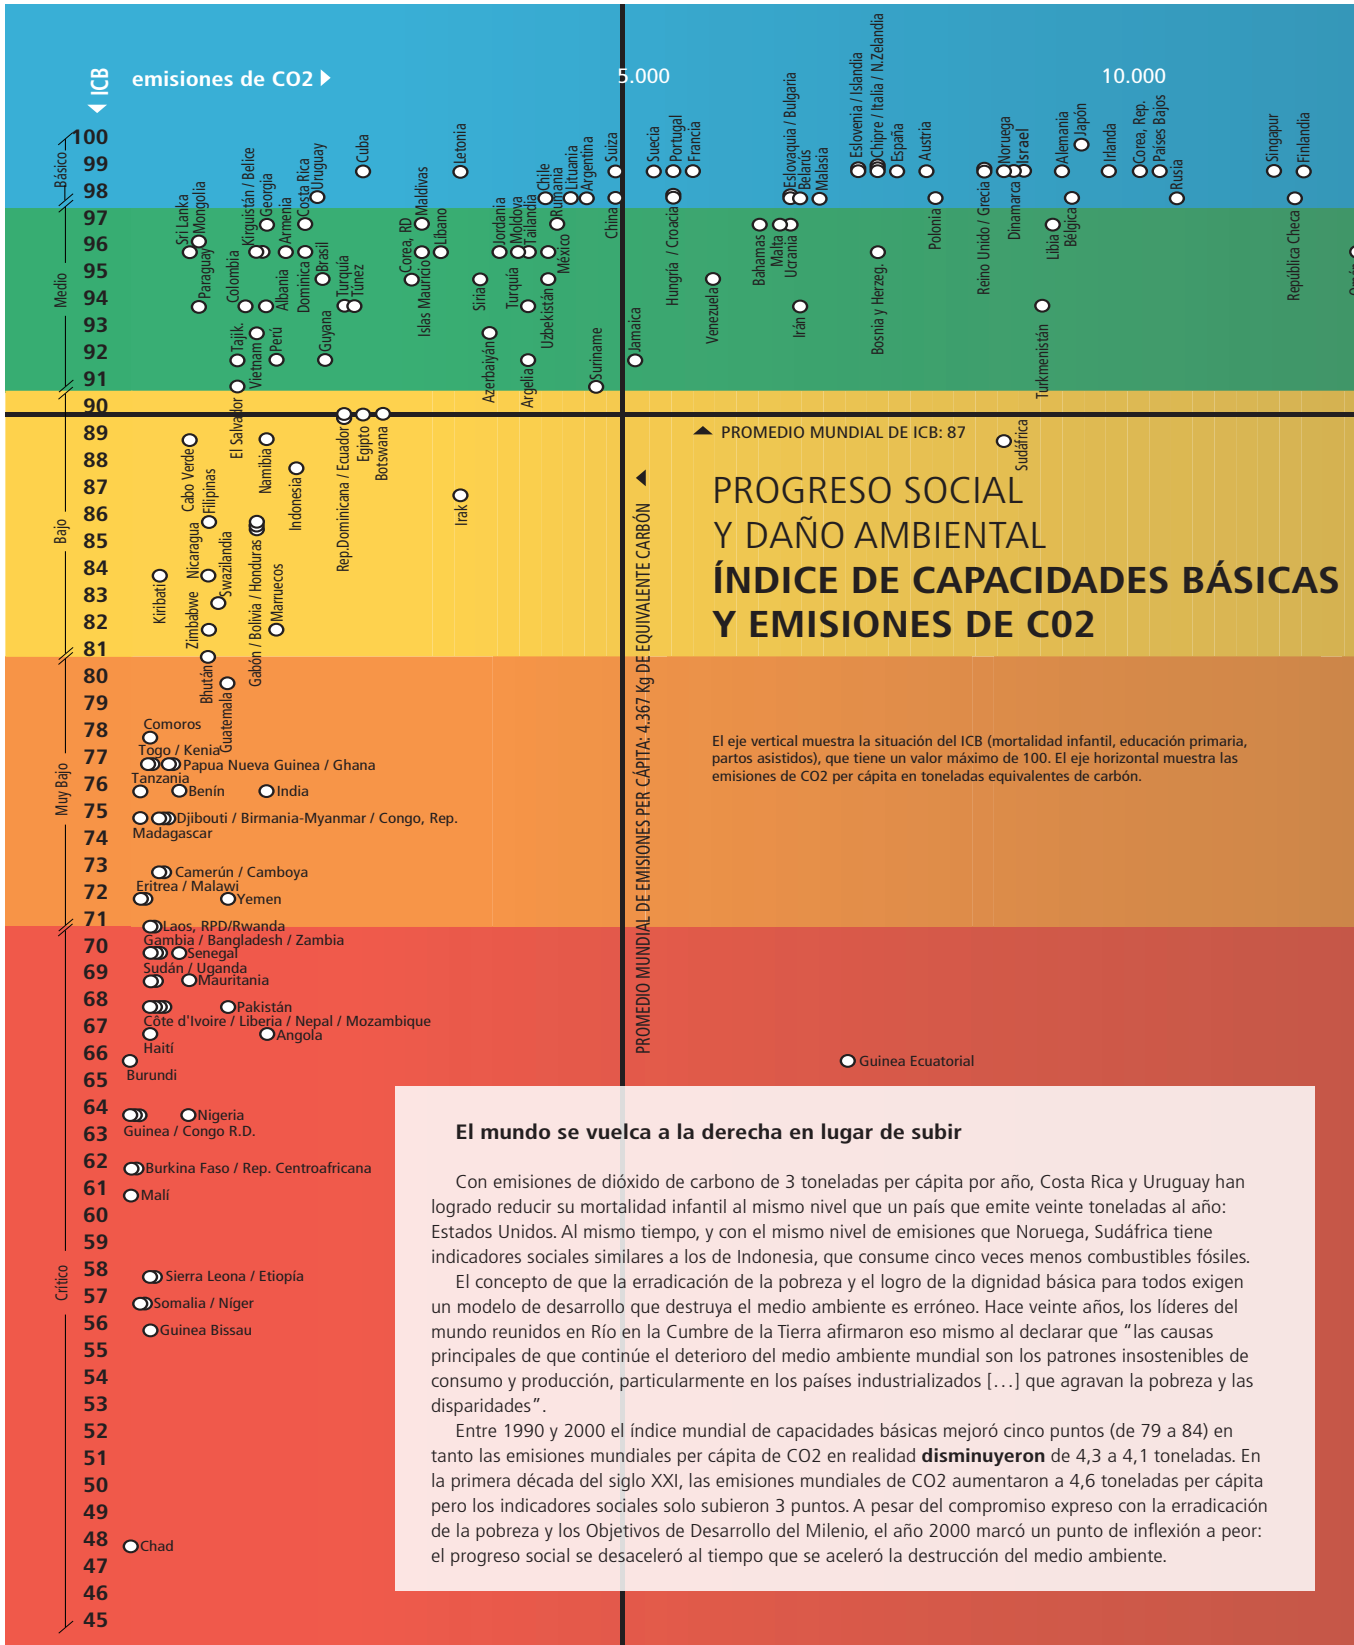 ICB
emisiones de CO2
5.000
10.000
100
99
98
97
96
95
94
93
92
91
90
89
88
87
86
85
84
83
82
81
80
79
78
77
76
75
74
73
72
71
70
69
68
67
66
65
64
63
62
61
60
59
58
57
56
55
54
53
52
51
50
49
48
47
46
45
Básico
Medio
Bajo
Muy Bajo
Crítico
Sri Lanka
Mongolia
Paraguay
Colombia
Kirguistán / Belice
Georgia
Armenia
Albania
Costa Rica
Dominica
Uruguay
Brasil
Turquía
Túnez
Cuba
Corea, RD
Maldivas
Islas Mauricio
Líbano
Letonia
Siria
Jordania
Moldova
Tailandia
Turquía
Chile
Rumania
Lituania
Argentina
México
Uzbekistán
Suiza
China
Suecia
Portugal
Francia
Hungría / Croacia
Venezuela
Bahamas
Malta
Ucrania
Eslovaquia / Bulgaria
Belarús
Malasia
Irán
Eslovenia / Islandia
Chipre / Italia / N.Zelandia
España
Austria
Polonia
Bosnia y Herzeg.
Reino Unido / Grecia
Noruega
Israel
Dinamarca
Alemania
Japón
Libia
Bélgica
Irlanda
Corea, Rep.
Países Bajos
Rusia
Singapur
Finlandia
República Checa
Turkmenistán
Tajik.
Vietnam
Perú
Guyana
Azerbaiyán
Argelia
Suriname
Jamaica
El Salvador
Cabo Verde
Filipinas
Namibia
Indonesia
Rep.Dominicana / Ecuador
Egipto
Botswana
Irak
Sudáfrica
Kiribati
Nicaragua
Swazilandia
Zimbabwe
Gabón / Bolivia / Honduras
Marruecos
Bhután
Guatemala
PROMEDIO MUNDIAL DE ICB: 87
PROMEDIO MUNDIAL DE EMISIONES PER CÁPITA: 4.367 Kg DE EQUIVALENTE CARBÓN
PROGRESO SOCIAL
Y DAÑO AMBIENTAL
ÍNDICE DE CAPACIDADES BÁSICAS
Y EMISIONES DE C02
El eje vertical muestra la situación del ICB (mortalidad infantil, educación primaria,
partos asistidos), que tiene un valor máximo de 100. El eje horizontal muestra las
emisiones de CO2 per cápita en toneladas equivalentes de carbón.
Comoros
Togo / Kenia
Papua Nueva Guinea / Ghana
Tanzania
Benín
India
Djibouti / Birmania-Myanmar / Congo, Rep.
Madagascar
Camerún / Camboya
Eritrea / Malawi
Yemen
Laos, RPD/Rwanda
Gambia / Bangladesh / Zambia
Senegal
Sudán / Uganda
Mauritania
Pakistán
Côte d'Ivoire / Liberia / Nepal / Mozambique
Angola
Haití
Guinea Ecuatorial
Burundi
Nigeria
Guinea / Congo R.D.
Burkina Faso / Rep. Centroafricana
Malí
Sierra Leona / Etiopía
Somalia / Níger
Guinea Bissau
Chad
El mundo se vuelca a la derecha en lugar de subir
Con emisiones de dióxido de carbono de 3 toneladas per cápita por año, Costa Rica y Uruguay han
logrado reducir su mortalidad infantil al mismo nivel que un país que emite veinte toneladas al año:
Estados Unidos. Al mismo tiempo, y con el mismo nivel de emisiones que Noruega, Sudáfrica tiene
indicadores sociales similares a los de Indonesia, que consume cinco veces menos combustibles fósiles.
El concepto de que la erradicación de la pobreza y el logro de la dignidad básica para todos exigen
un modelo de desarrollo que destruya el medio ambiente es erróneo. Hace veinte años, los líderes del
mundo reunidos en Río en la Cumbre de la Tierra afirmaron eso mismo al declarar que “las causas
principales de que continúe el deterioro del medio ambiente mundial son los patrones insostenibles de
consumo y producción, particularmente en los países industrializados […] que agravan la pobreza y las
disparidades”.
Entre 1990 y 2000 el índice mundial de capacidades básicas mejoró cinco puntos (de 79 a 84) en
tanto las emisiones mundiales per cápita de CO2 en realidad disminuyeron de 4,3 a 4,1 toneladas. En
la primera década del siglo XXI, las emisiones mundiales de CO2 aumentaron a 4,6 toneladas per cápita
pero los indicadores sociales solo subieron 3 puntos. A pesar del compromiso expreso con la erradicación
de la pobreza y los Objetivos de Desarrollo del Milenio, el año 2000 marcó un punto de inflexión a peor:
el progreso social se desaceleró al tiempo que se aceleró la destrucción del medio ambiente.